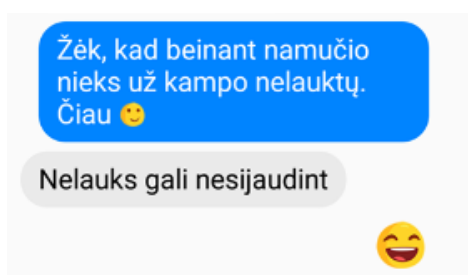 Žėk, kad beinant namučio
nieks už kampo nelauktų.
Čiau 🙂
Nelauks gali nesijaudint
😄